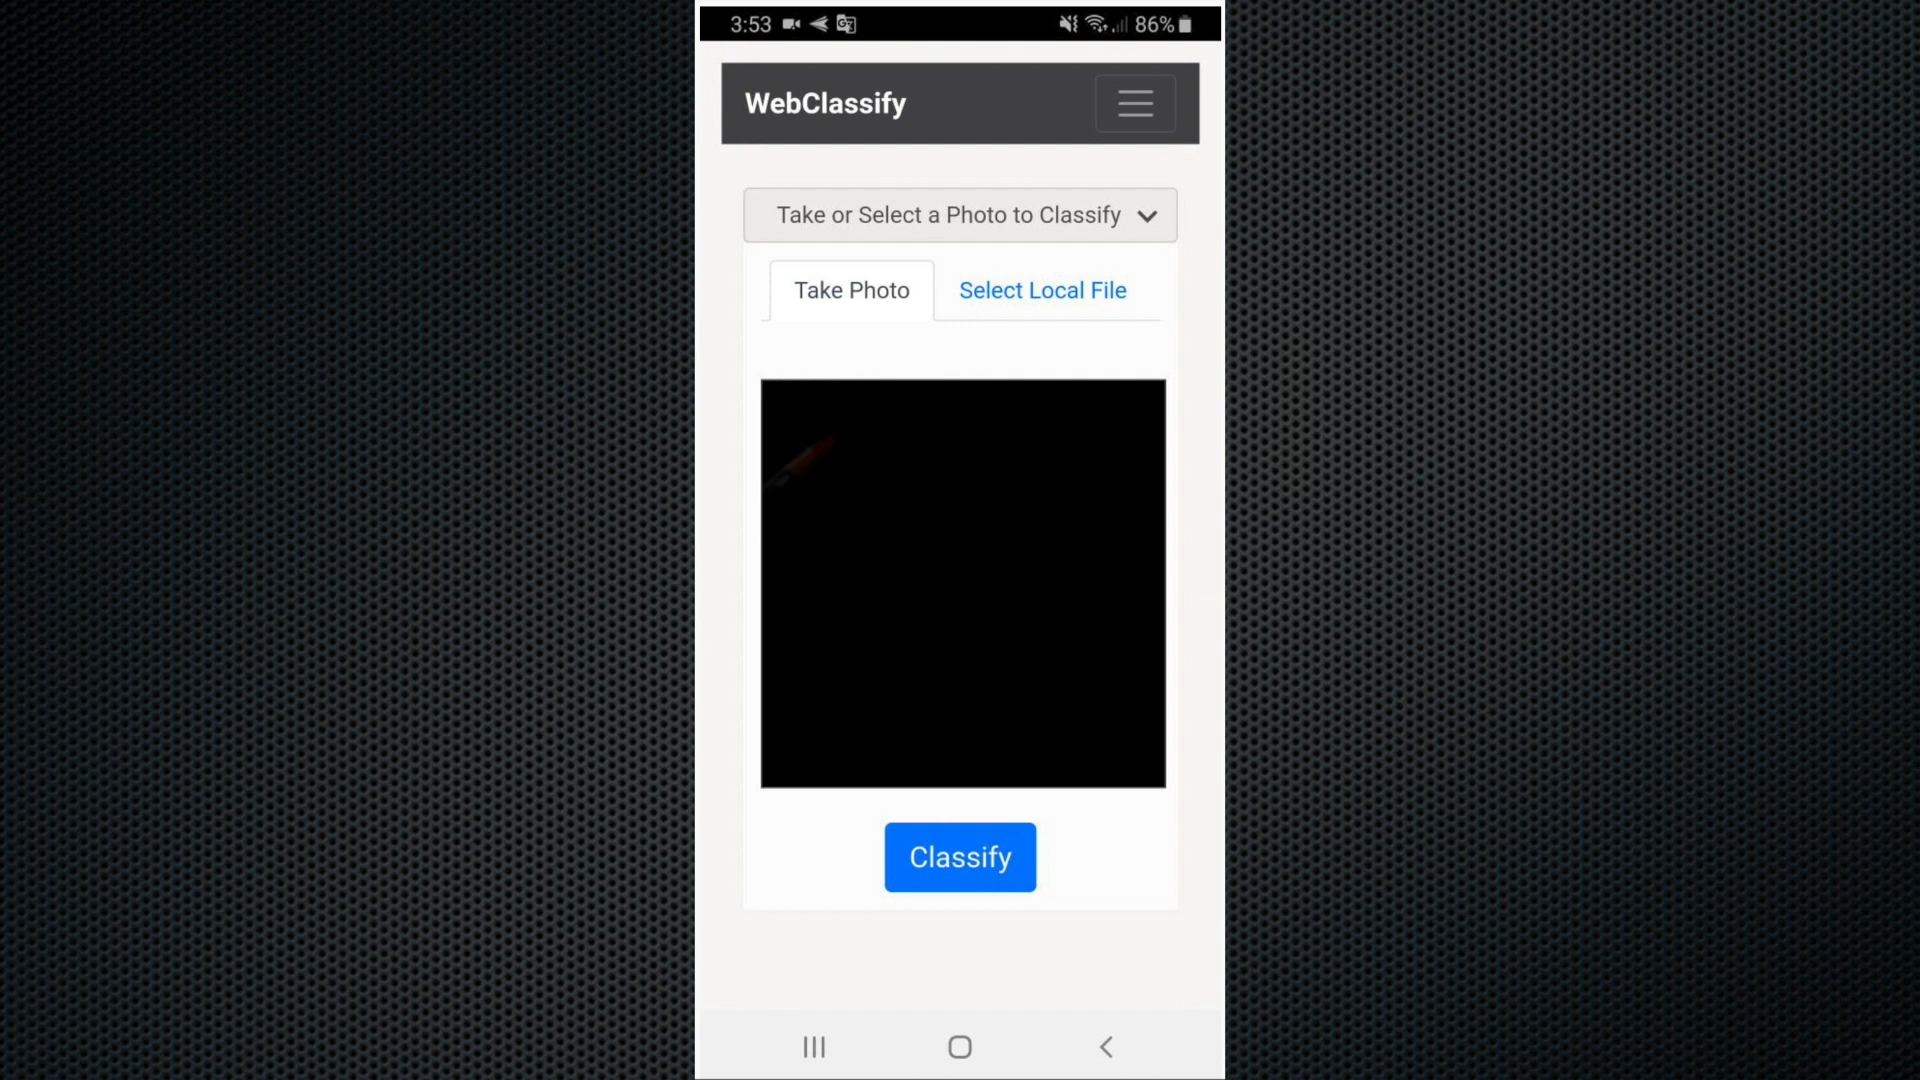 3:53 86%
WebClassify
Take or Select a Photo to Classify
Take Photo Select Local File
Classify